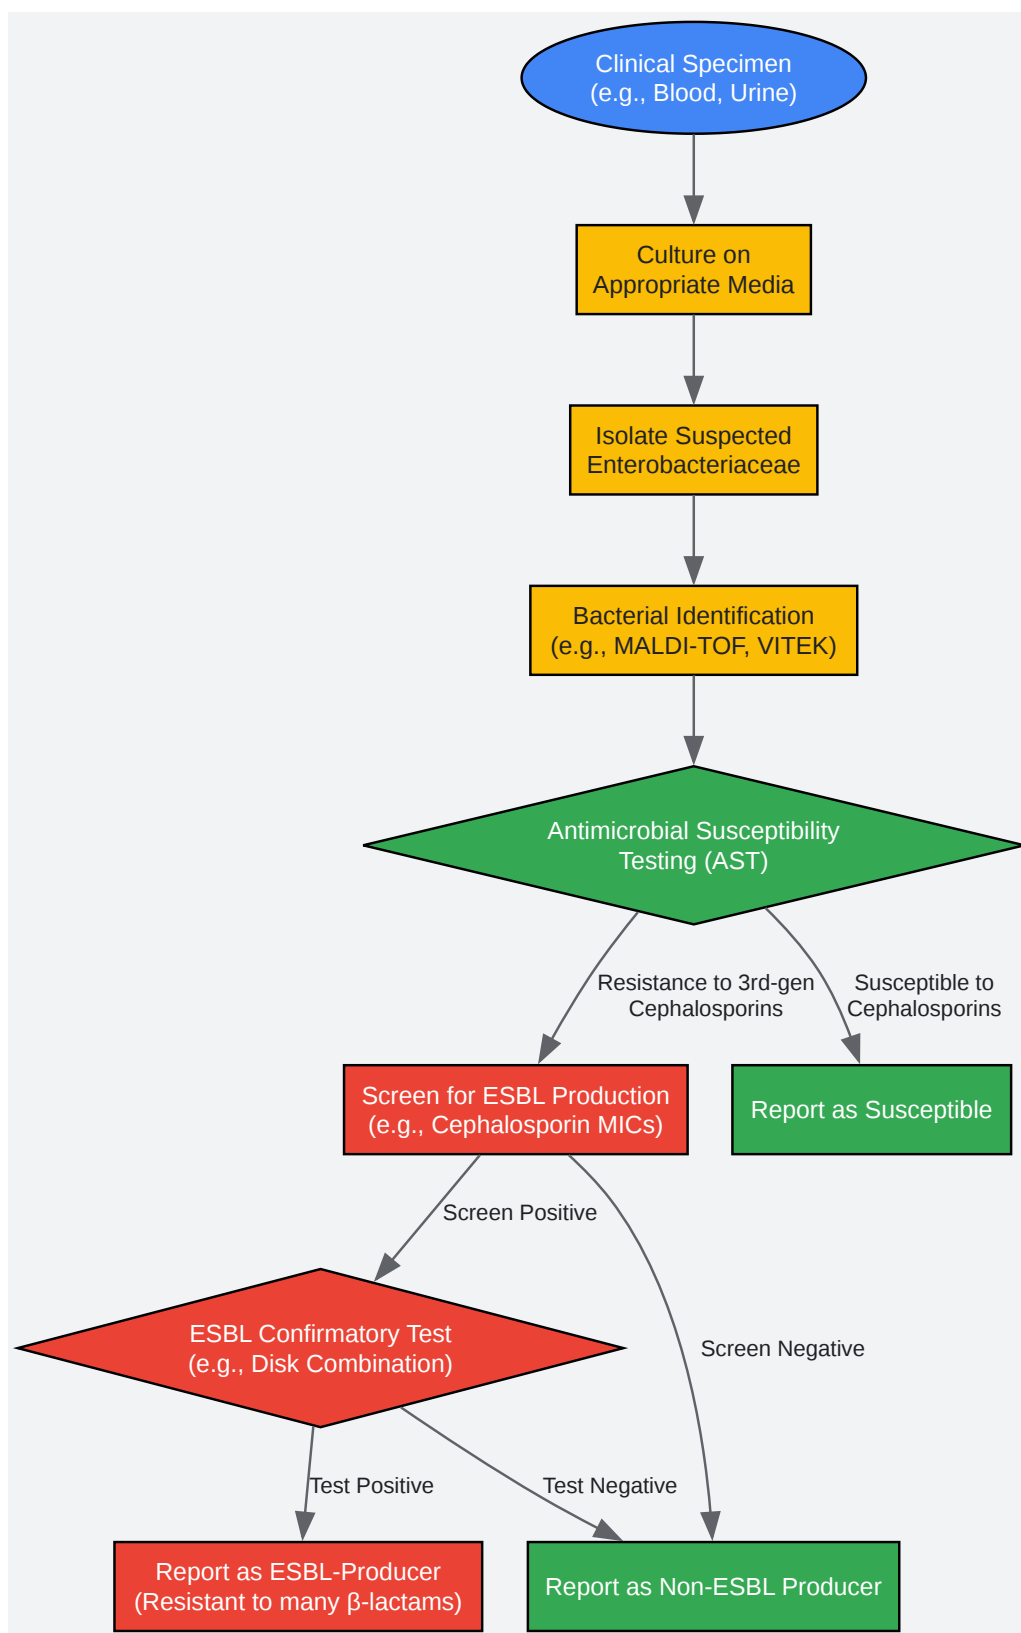 Clinical Specimen
(e.g., Blood, Urine)
Culture on
Appropriate Media
Isolate Suspected
Enterobacteriaceae
Bacterial Identification
(e.g., MALDI-TOF, VITEK)
Antimicrobial Susceptibility
Testing (AST)
Resistance to 3rd-gen
Cephalosporins
Susceptible to
Cephalosporins
Screen for ESBL Production
(e.g., Cephalosporin MICs)
Report as Susceptible
Screen Positive
ESBL Confirmatory Test
(e.g., Disk Combination)
Screen Negative
Test Positive
Test Negative
Report as ESBL-Producer
(Resistant to many β-lactams)
Report as Non-ESBL Producer